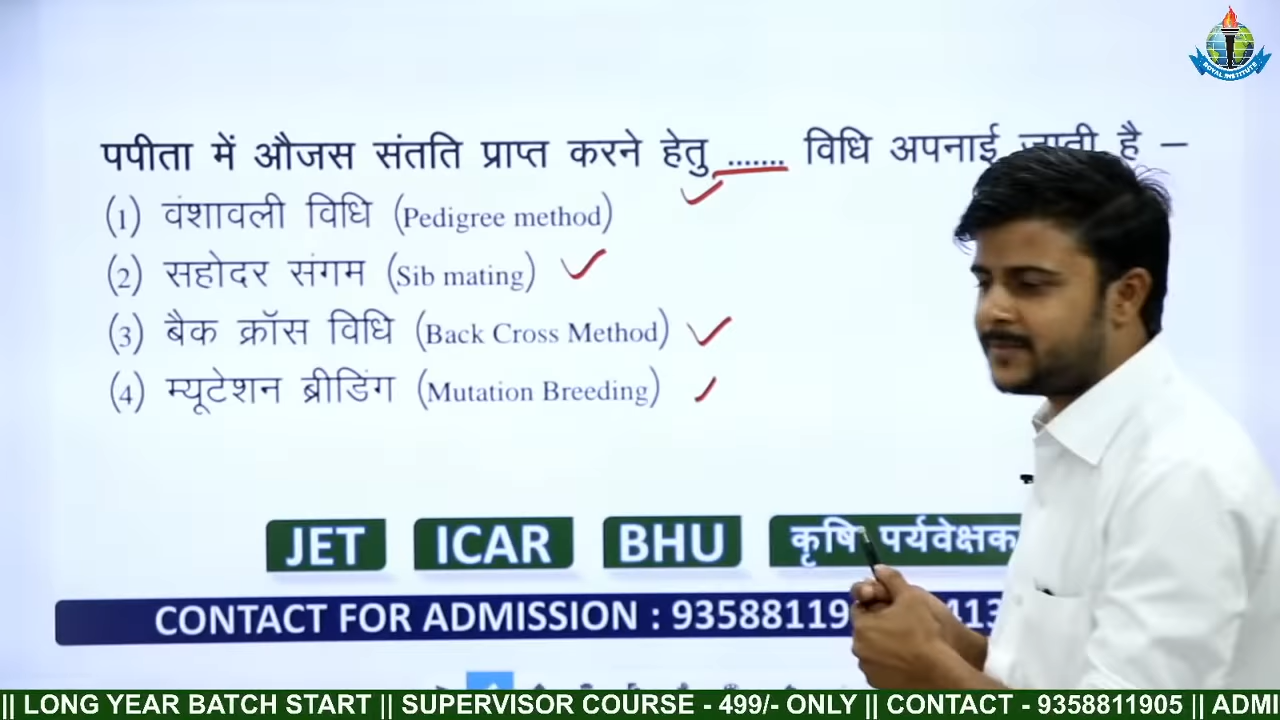 ROYAL INSTITUTE
पपीता में औजस संतति प्राप्त करने हेतु ....... विधि अपनाई जाती है –
(1) वंशावली विधि (Pedigree method)
(2) सहोदर संगम (Sib mating)
(3) बैक क्रॉस विधि (Back Cross Method)
(4) म्यूटेशन ब्रीडिंग (Mutation Breeding)
JET ICAR BHU कृषि पर्यवेक्षक
CONTACT FOR ADMISSION : 93588119
|| LONG YEAR BATCH START || SUPERVISOR COURSE - 499/- ONLY || CONTACT - 9358811905 || ADMI